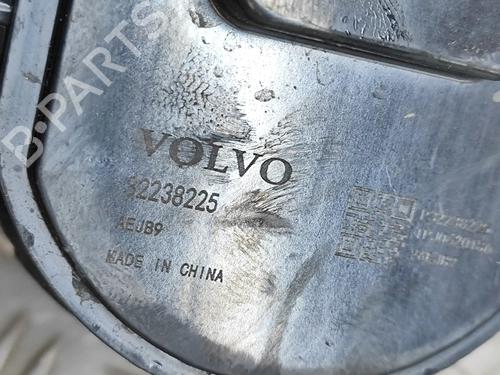 B-PARTS
VOLVO
32238225
AEJB9
MADE IN CHINA